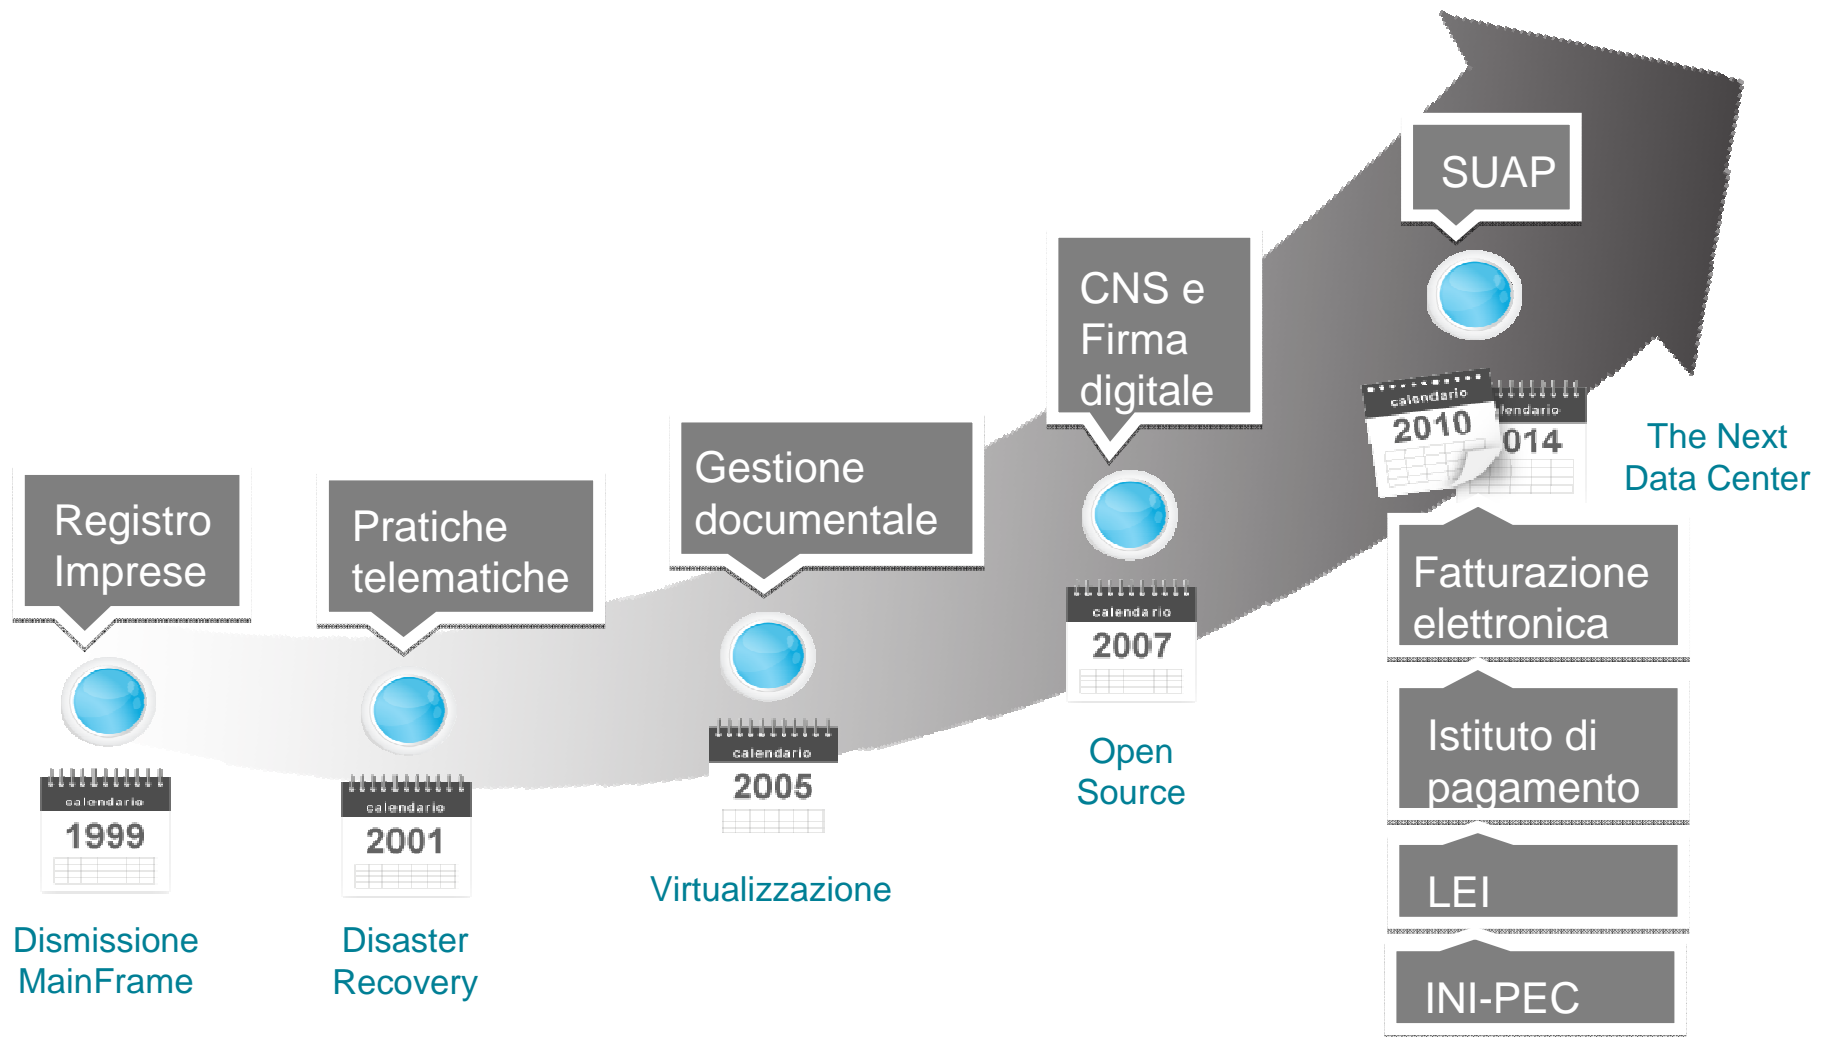 Registro
Imprese
calendario
1999
Dismissione
MainFrame
Pratiche
telematiche
calendario
2001
Disaster
Recovery
Gestione
documentale
calendario
2005
Virtualizzazione
CNS e
Firma
digitale
calendario
2007
Open
Source
SUAP
calendario
2010
lendario
014
The Next
Data Center
Fatturazione
elettronica
Istituto di
pagamento
LEI
INI-PEC